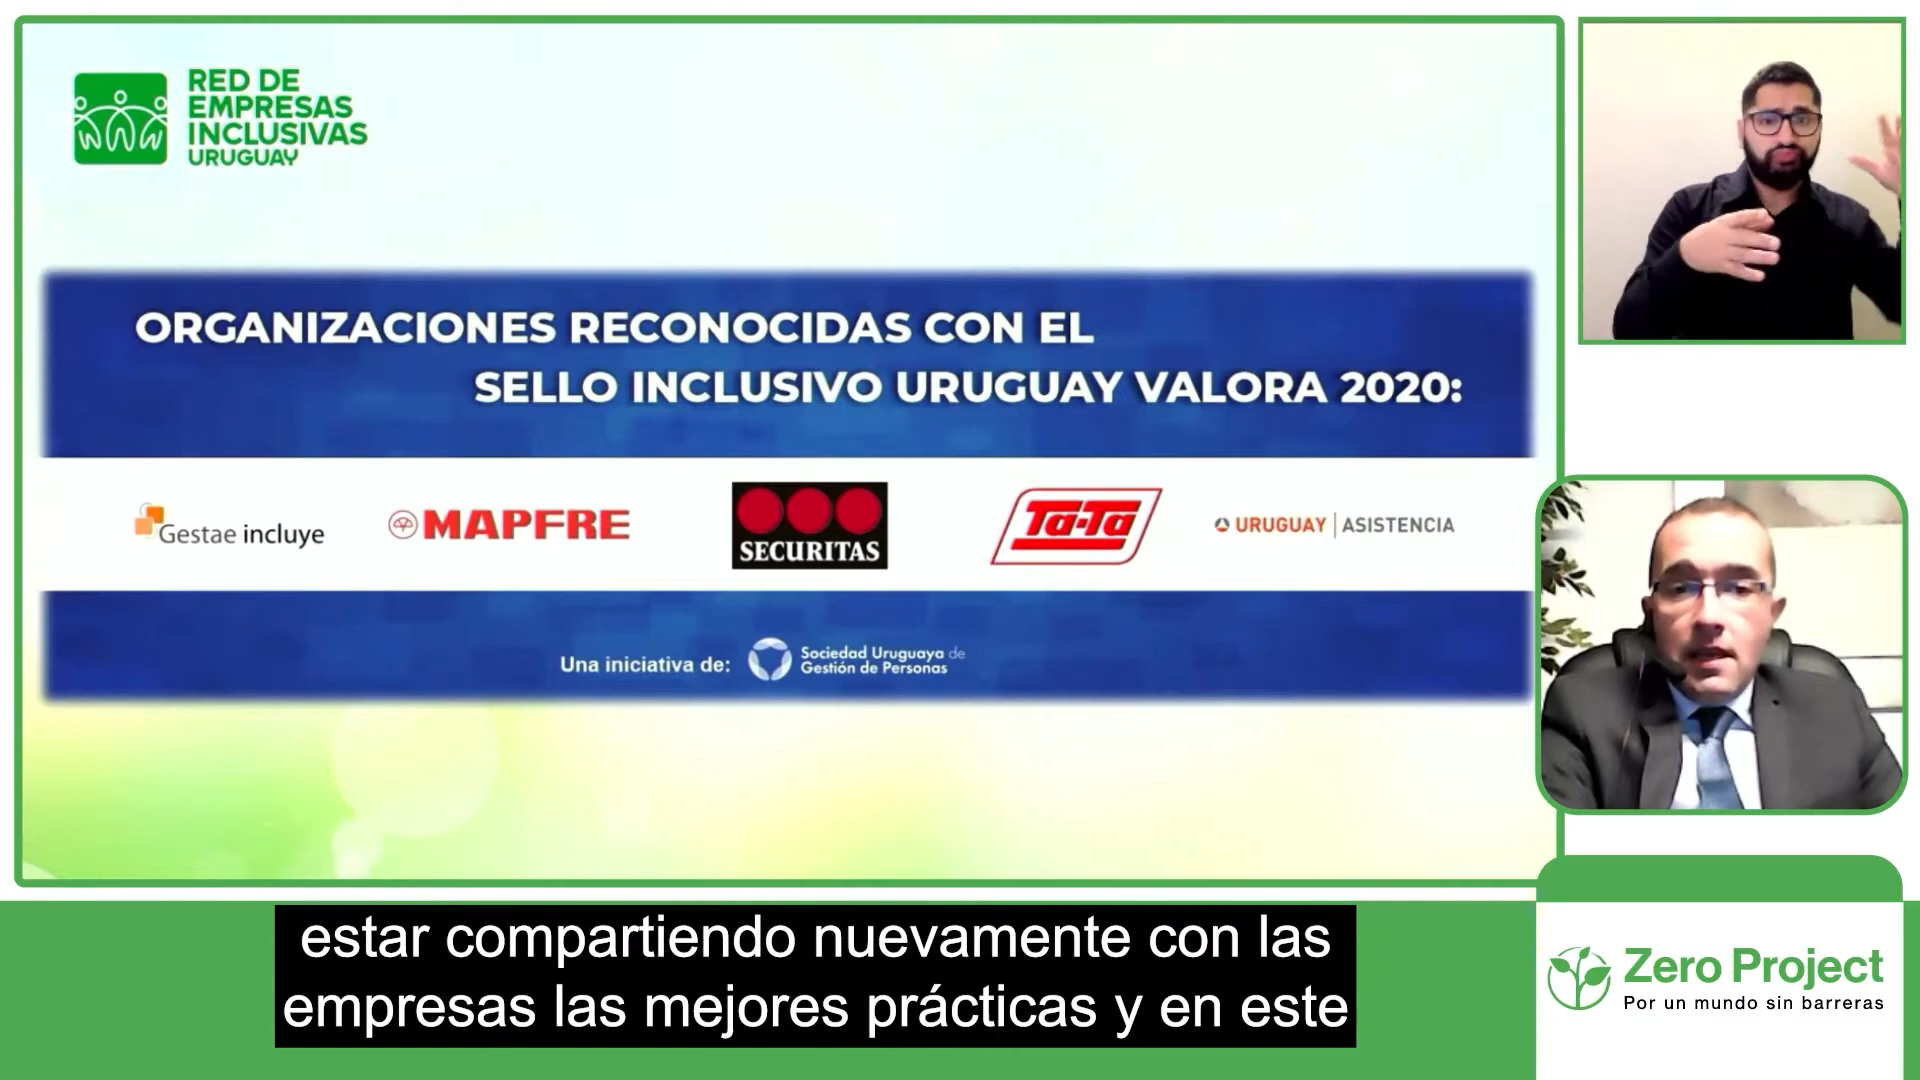 RED DE
EMPRESAS
INCLUSIVAS
URUGUAY
ORGANIZACIONES RECONOCIDAS CON EL
SELLO INCLUSIVO URUGUAY VALORA 2020:
Gestae incluye
MAPFRE
SECURITAS
Ta-Ta
URUGUAY | ASISTENCIA
Una iniciativa de:
Sociedad Uruguaya de
Gestión de Personas
estar compartiendo nuevamente con las
empresas las mejores prácticas y en este
Zero Project
Por un mundo sin barreras